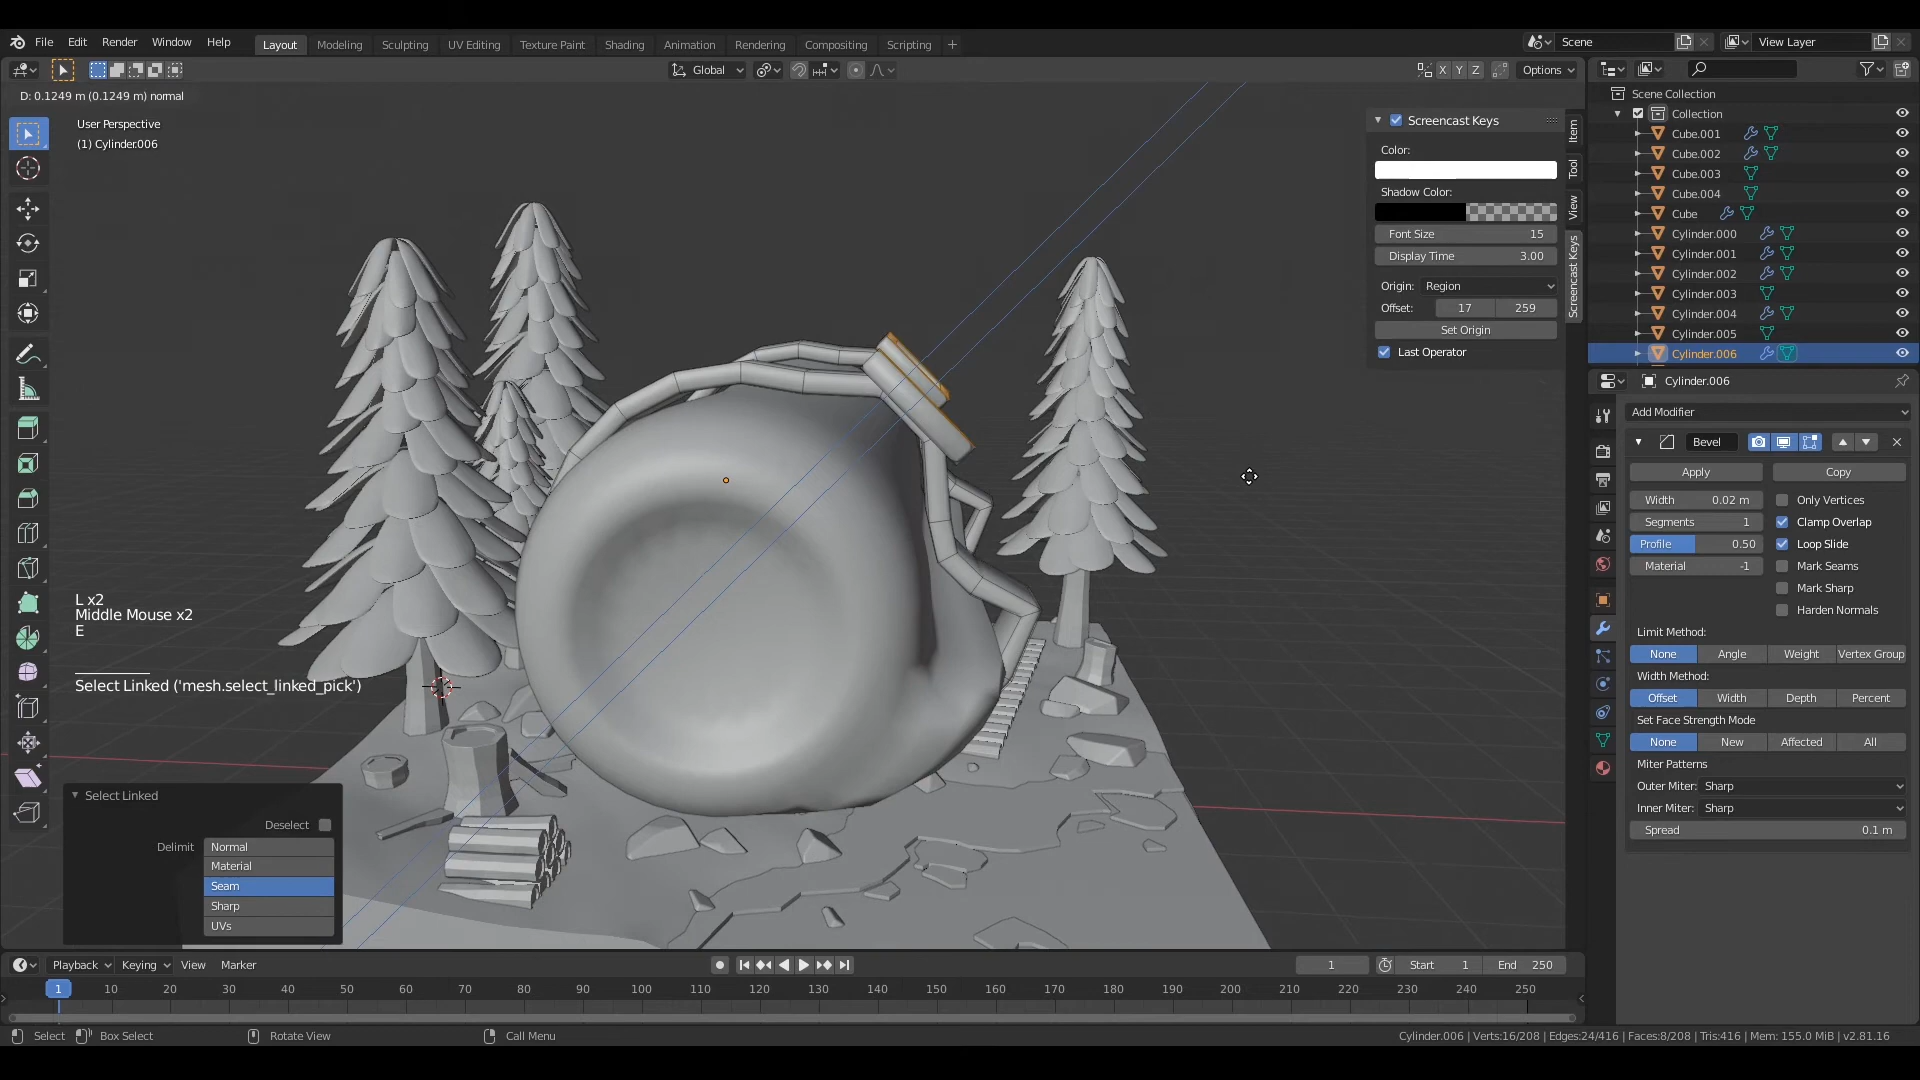 File Edit Render Window Help Layout Modeling Sculpting UV Editing Texture Paint Shading Animation Rendering Compositing Scripting + Scene View Layer
Global X Y Z Options
D: 0.1249 m (0.1249 m) normal
User Perspective
(1) Cylinder.006
Screencast Keys
Color:
Shadow Color:
Font Size 15
Display Time 3.00
Origin: Region
Offset: 17 259
Set Origin
Last Operator
Item
Tool
View
Screencast Keys
Scene Collection
Collection
Cube.001
Cube.002
Cube.003
Cube.004
Cube
Cylinder.000
Cylinder.001
Cylinder.002
Cylinder.003
Cylinder.004
Cylinder.005
Cylinder.006
Cylinder.006
Add Modifier
Bevel
Apply Copy
Width 0.02 m Only Vertices
Segments 1 Clamp Overlap
Profile 0.50 Loop Slide
Material -1 Mark Seams
Mark Sharp
Harden Normals
Limit Method:
None Angle Weight Vertex Group
Width Method:
Offset Width Depth Percent
Set Face Strength Mode
None New Affected All
Miter Patterns
Outer Miter: Sharp
Inner Miter: Sharp
Spread 0.1 m
L x2
Middle Mouse x2
E
Select Linked ('mesh.select_linked_pick')
Select Linked
Deselect
Delimit Normal
Material
Seam
Sharp
UVs
Playback Keying View Marker 1 Start 1 End 250
1 10 20 30 40 50 60 70 80 90 100 110 120 130 140 150 160 170 180 190 200 210 220 230 240 250
Select Box Select Rotate View Call Menu Cylinder.006 | Verts:16/208 | Edges:24/416 | Faces:8/208 | Tris:416 | Mem: 155.0 MiB | v2.81.16